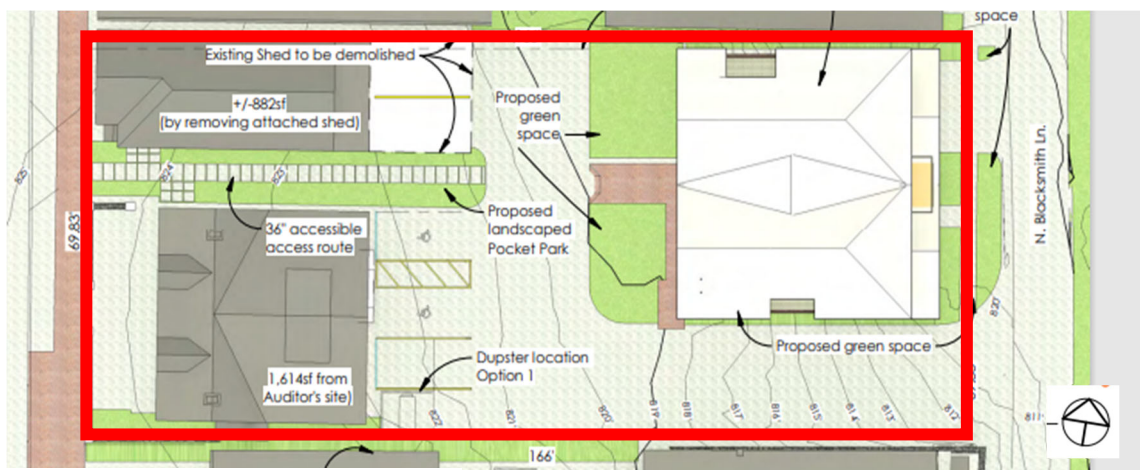 space
Existing Shed to be demolished
+/-882sf
(by removing attached shed)
Proposed
green
space
825'
824'
823'
36" accessible
access route
Proposed
landscaped
Pocket Park
69.83'
N. Blacksmith Ln.
820'
1,614sf from
Auditor's site)
Dupster location
Option 1
Proposed green space
822'
821'
820'
819'
818'
817'
816'
815'
814'
813'
812'
811'
166'